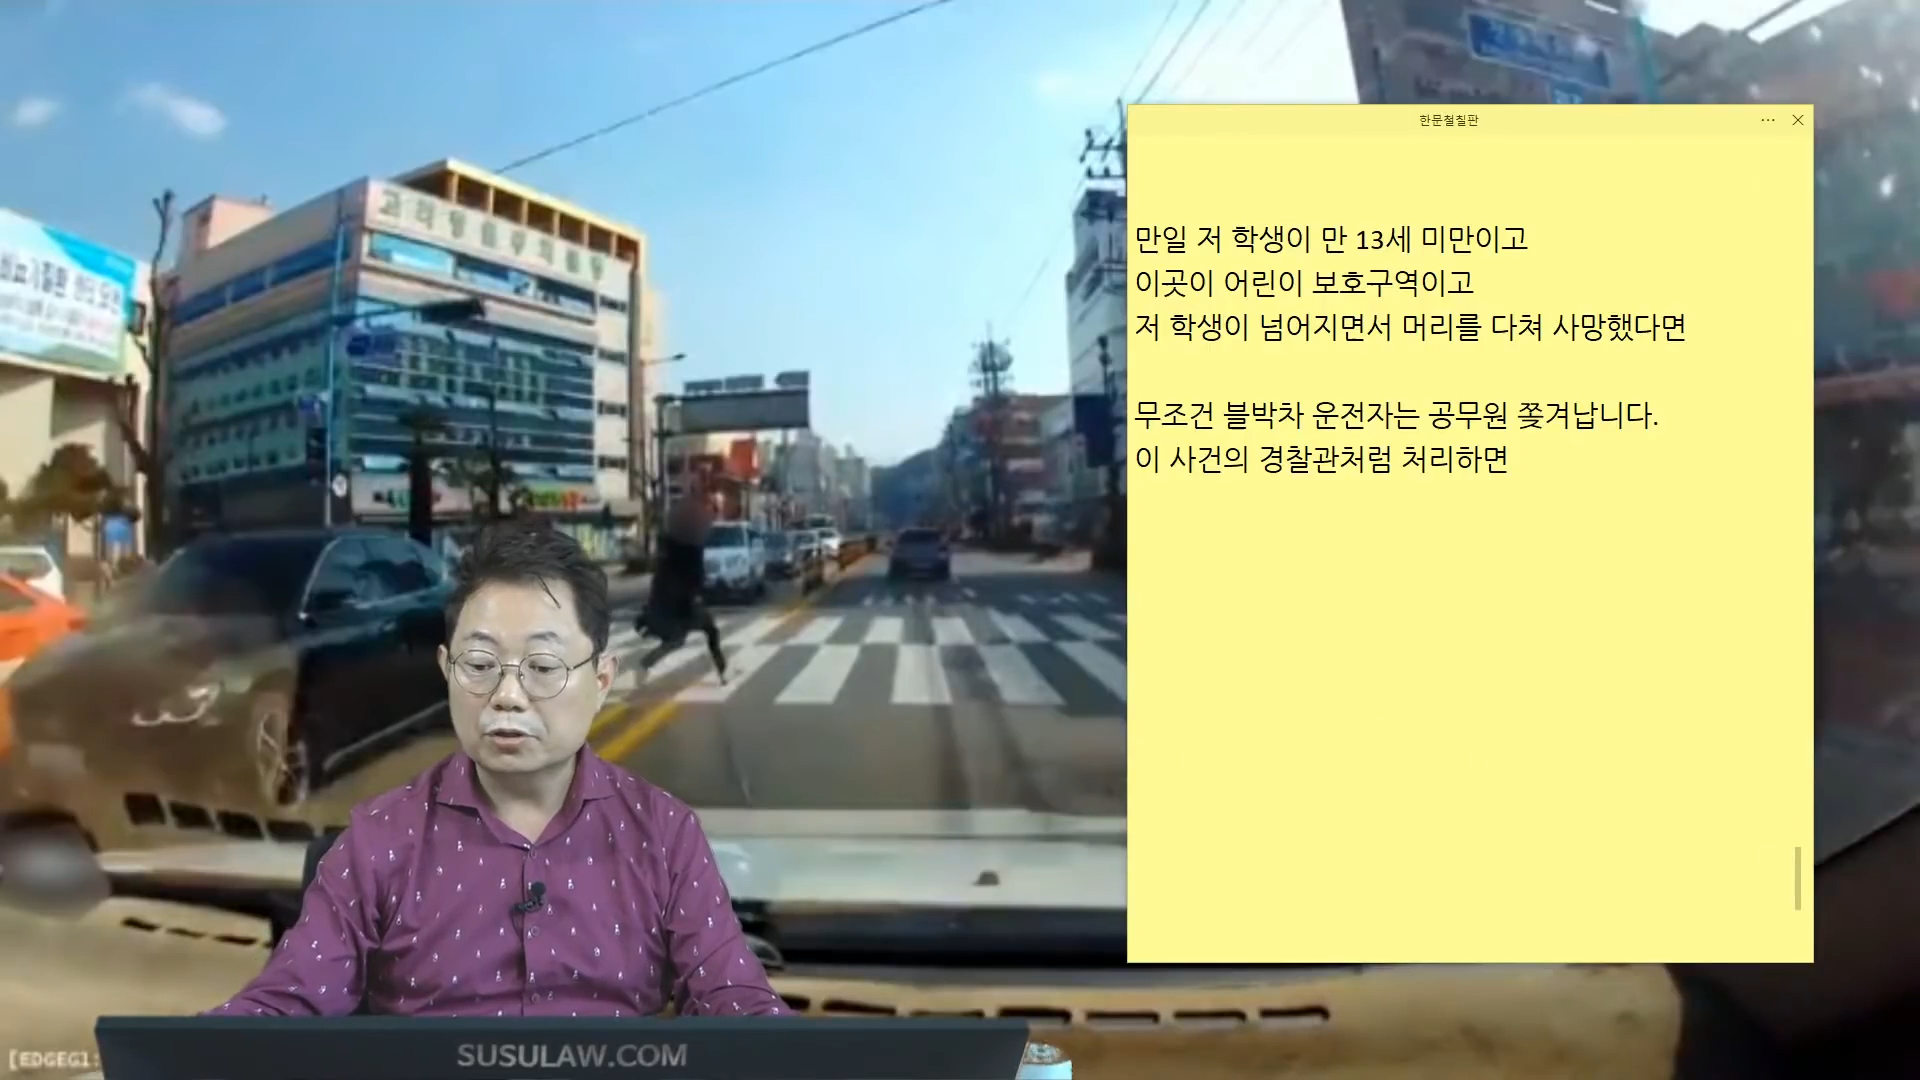 한문철칠판
만일 저 학생이 만 13세 미만이고
이곳이 어린이 보호구역이고
저 학생이 넘어지면서 머리를 다쳐 사망했다면
무조건 블박차 운전자는 공무원 쫒겨납니다.
이 사건의 경찰관처럼 처리하면
SUSULAW.COM
[EDGEG1: